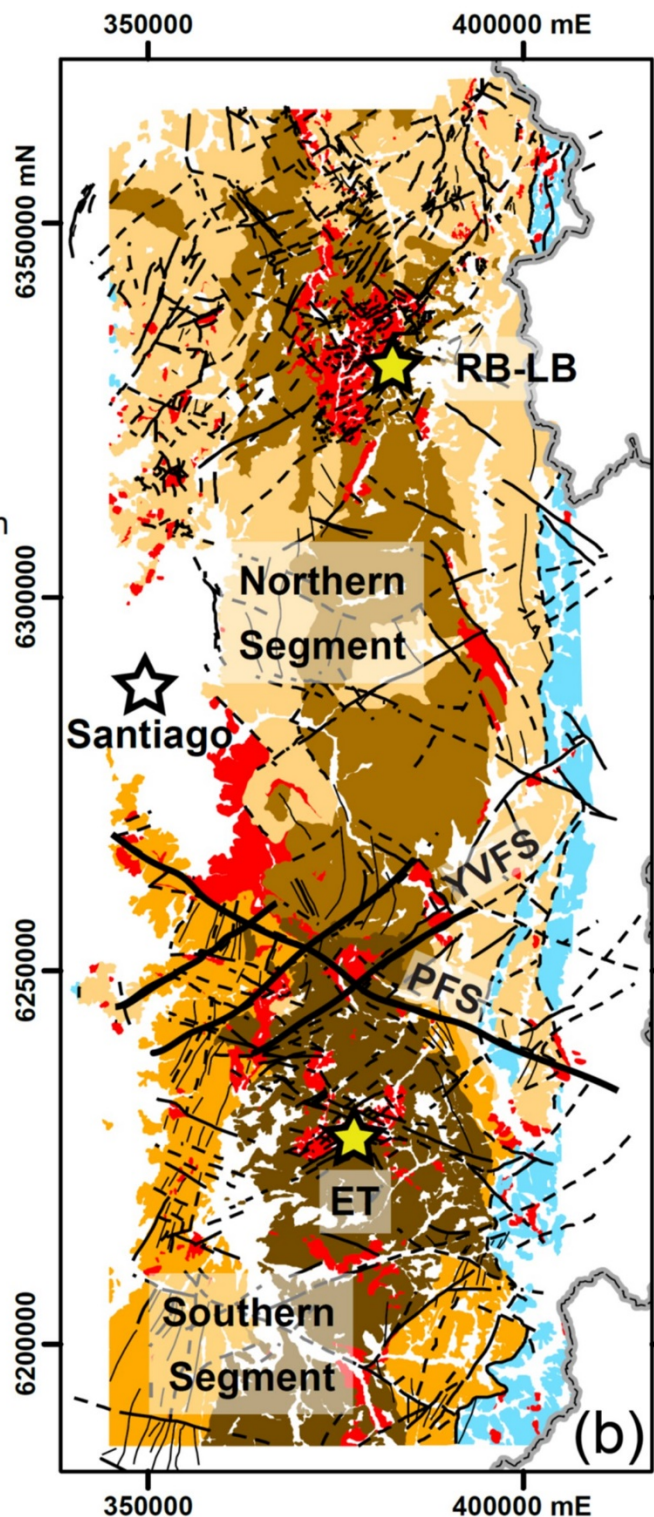 350000 400000 mE
6350000 mN
RB-LB
6300000
Northern
Segment
Santiago
YVFS
6250000
PFS
ET
6200000
Southern
Segment
(b)
350000 400000 mE